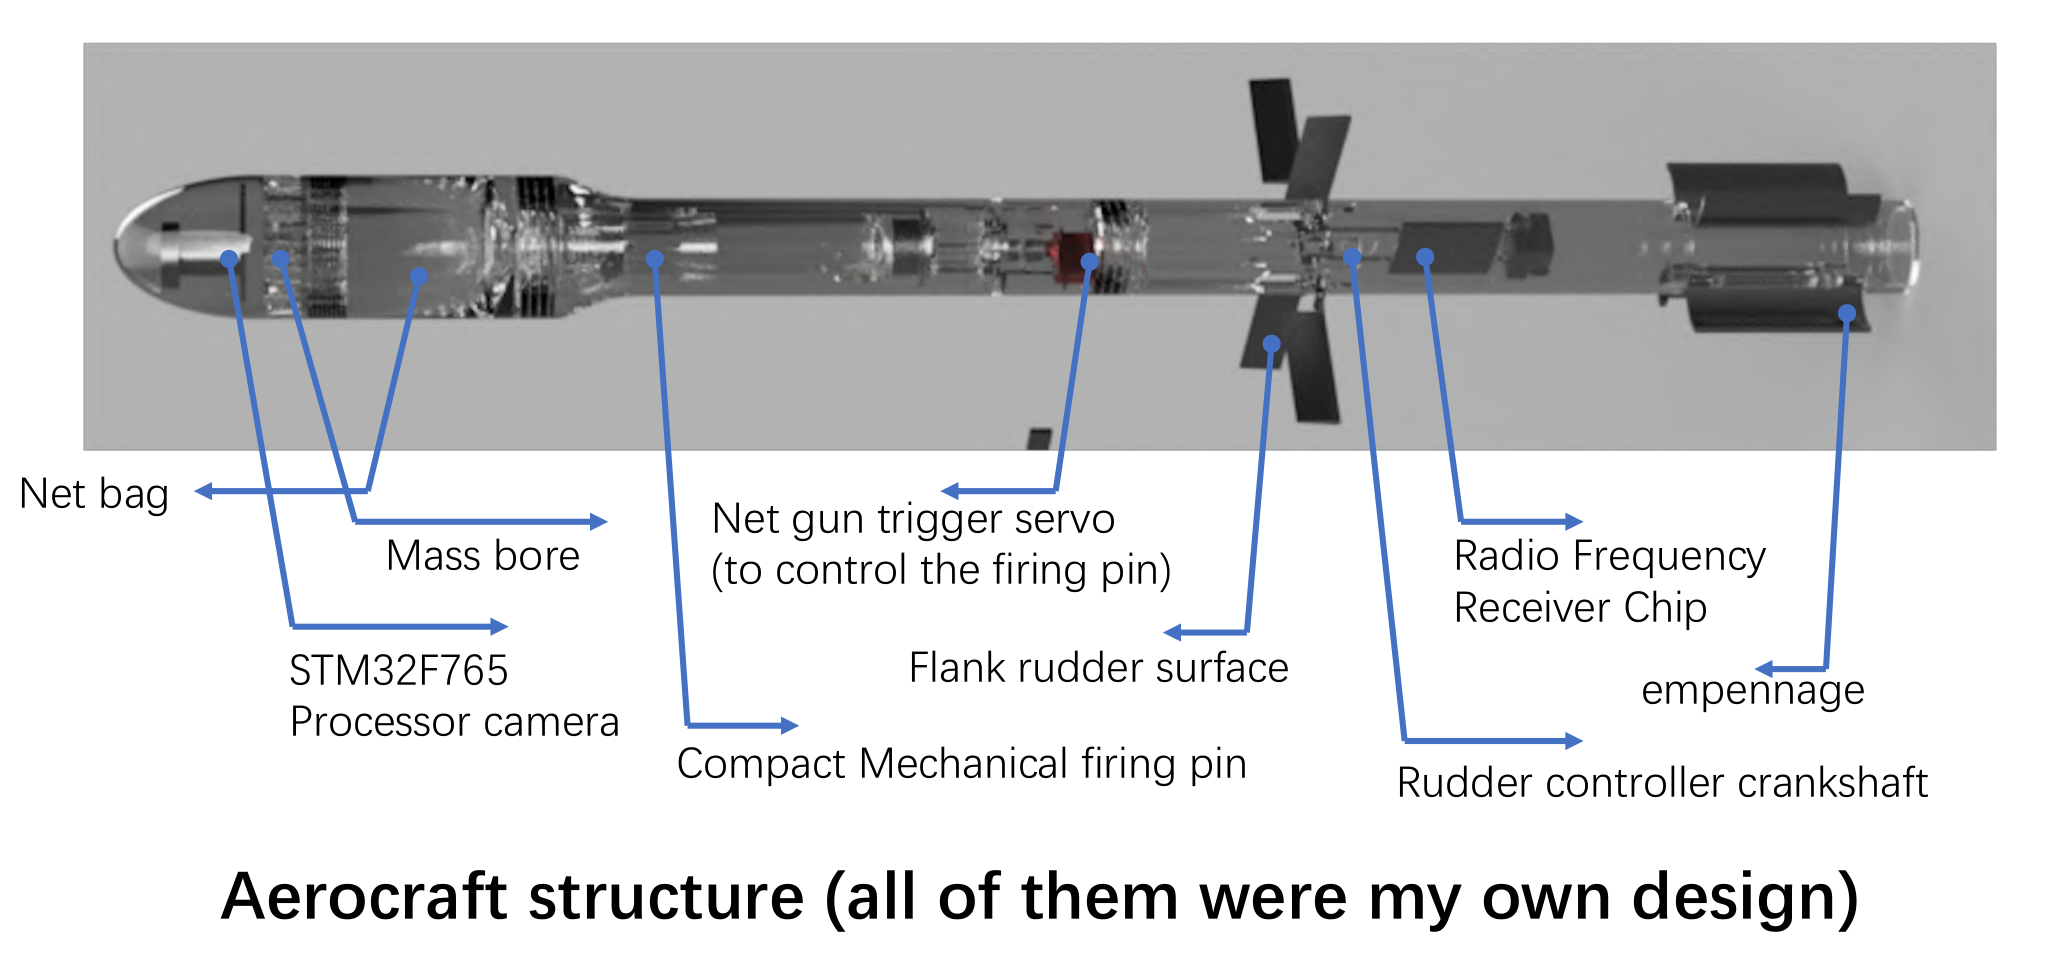 Net bag
Mass bore
STM32F765
Processor camera
Net gun trigger servo
(to control the firing pin)
Flank rudder surface
Compact Mechanical firing pin
Radio Frequency
Receiver Chip
empennage
Rudder controller crankshaft
Aerocraft structure (all of them were my own design)